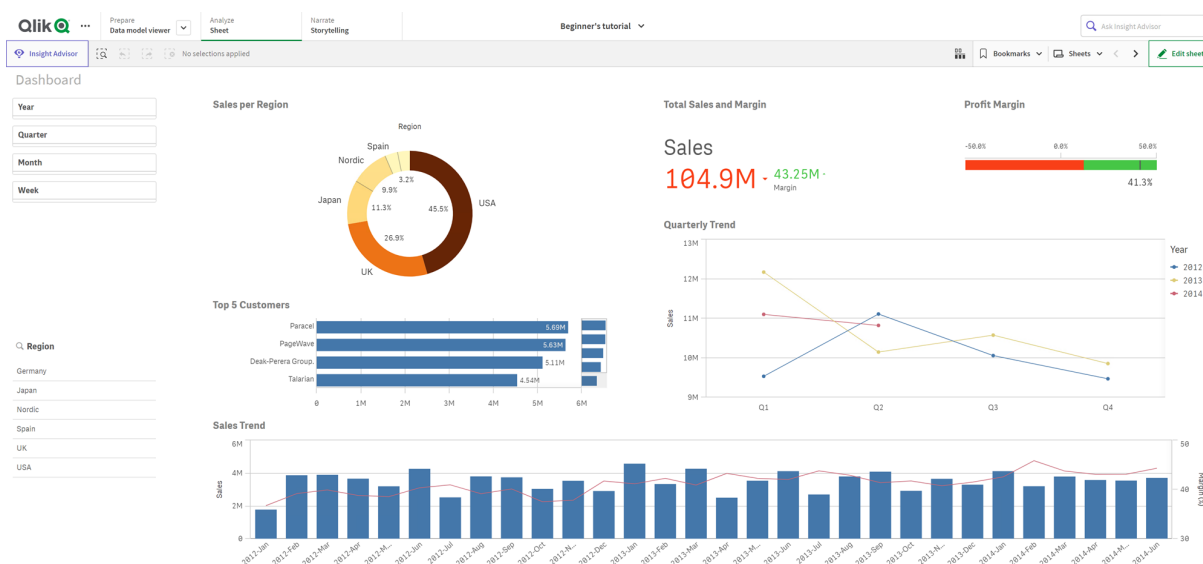 Qlik
Prepare
Data model viewer
Analyze
Sheet
Narrate
Storytelling
Beginner's tutorial
Ask Insight Advisor
Insight Advisor
No selections applied
Bookmarks
Sheets
Edit sheet
Dashboard
Year
Quarter
Month
Week
Region
Germany
Japan
Nordic
Spain
UK
USA
Sales per Region
Region
Spain
Nordic
Japan
UK
USA
3.2%
9.9%
11.3%
26.9%
45.5%
Top 5 Customers
Paracel
5.69M
PageWave
5.63M
Deak-Perera Group.
5.11M
Talarian
4.54M
0 1M 2M 3M 4M 5M 6M
Total Sales and Margin
Sales
104.9M
43.25M
Margin
Profit Margin
-50.0% 0.0% 50.0%
41.3%
Quarterly Trend
13M
12M
11M
10M
9M
Sales
Q1 Q2 Q3 Q4
Year
2012
2013
2014
Sales Trend
6M
4M
2M
0
Sales
50
40
30
Margin (%)
2012-Jan 2012-Feb 2012-Mar 2012-Apr 2012-M... 2012-Jun 2012-Jul 2012-Aug 2012-Sep 2012-Oct 2012-N... 2012-Dec 2013-Jan 2013-Feb 2013-Mar 2013-Apr 2013-M... 2013-Jun 2013-Jul 2013-Aug 2013-Sep 2013-Oct 2013-N... 2013-Dec 2014-Jan 2014-Feb 2014-Mar 2014-Apr 2014-M... 2014-Jun